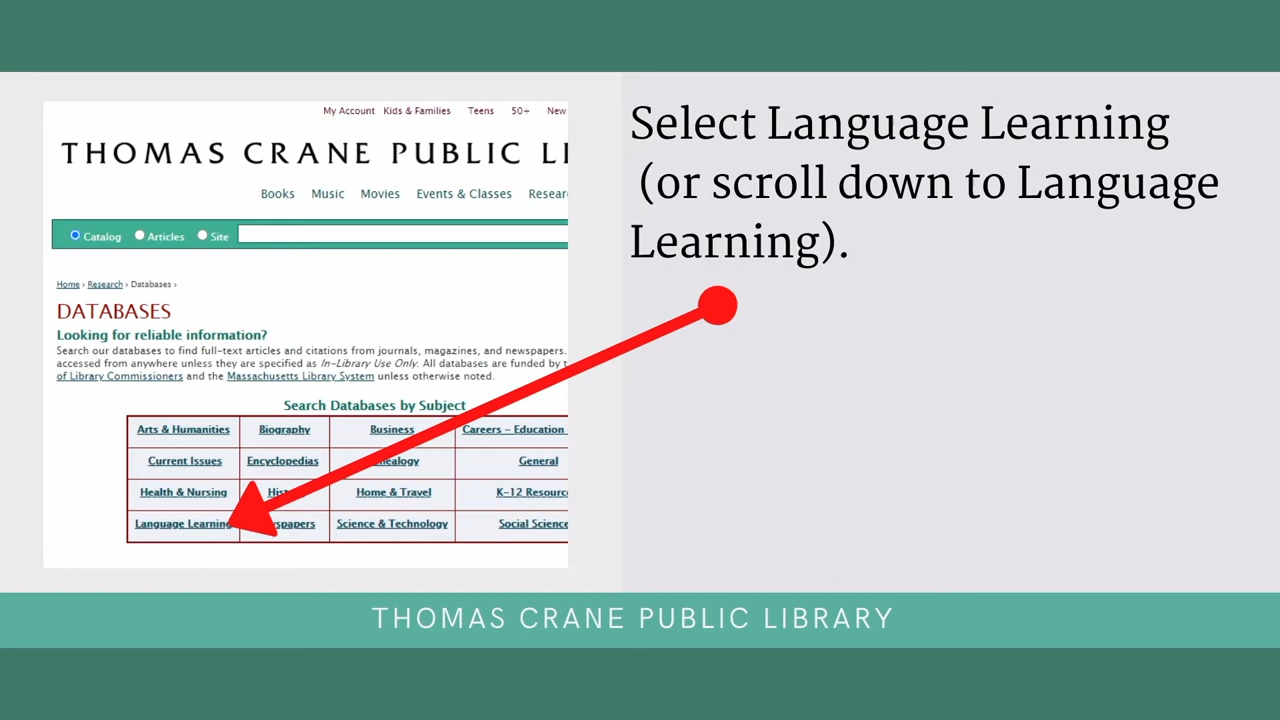 My Account Kids & Families Teens 50+ New
THOMAS CRANE PUBLIC
Books Music Movies Events & Classes
Catalog Articles Site
Home › Research › Databases ›
DATABASES
Looking for reliable information?
Search our databases to find full-text articles and citations from journals, magazines, and newspapers.
accessed from anywhere unless they are specified as In-Library Use Only. All databases are funded by
of Library Commissioners and the Massachusetts Library System unless otherwise noted.
Search Databases by Subject
Arts & Humanities Biography Business Careers – Education
Current Issues Encyclopedias General
Health & Nursing Home & Travel K-12
Language Learning Science & Technology Social
Select Language Learning
(or scroll down to Language
Learning).
THOMAS CRANE PUBLIC LIBRARY